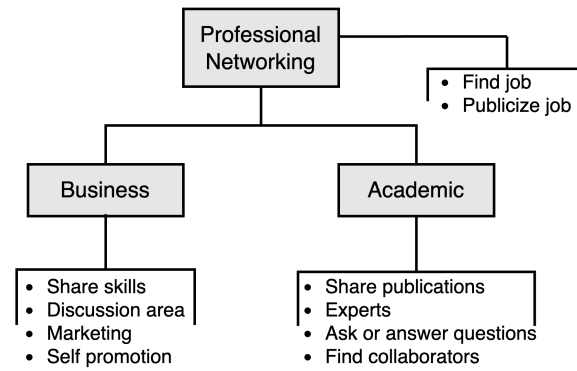 Professional
Networking
• Find job
• Publicize job
Business
Academic
• Share skills
• Discussion area
• Marketing
• Self promotion
• Share publications
• Experts
• Ask or answer questions
• Find collaborators